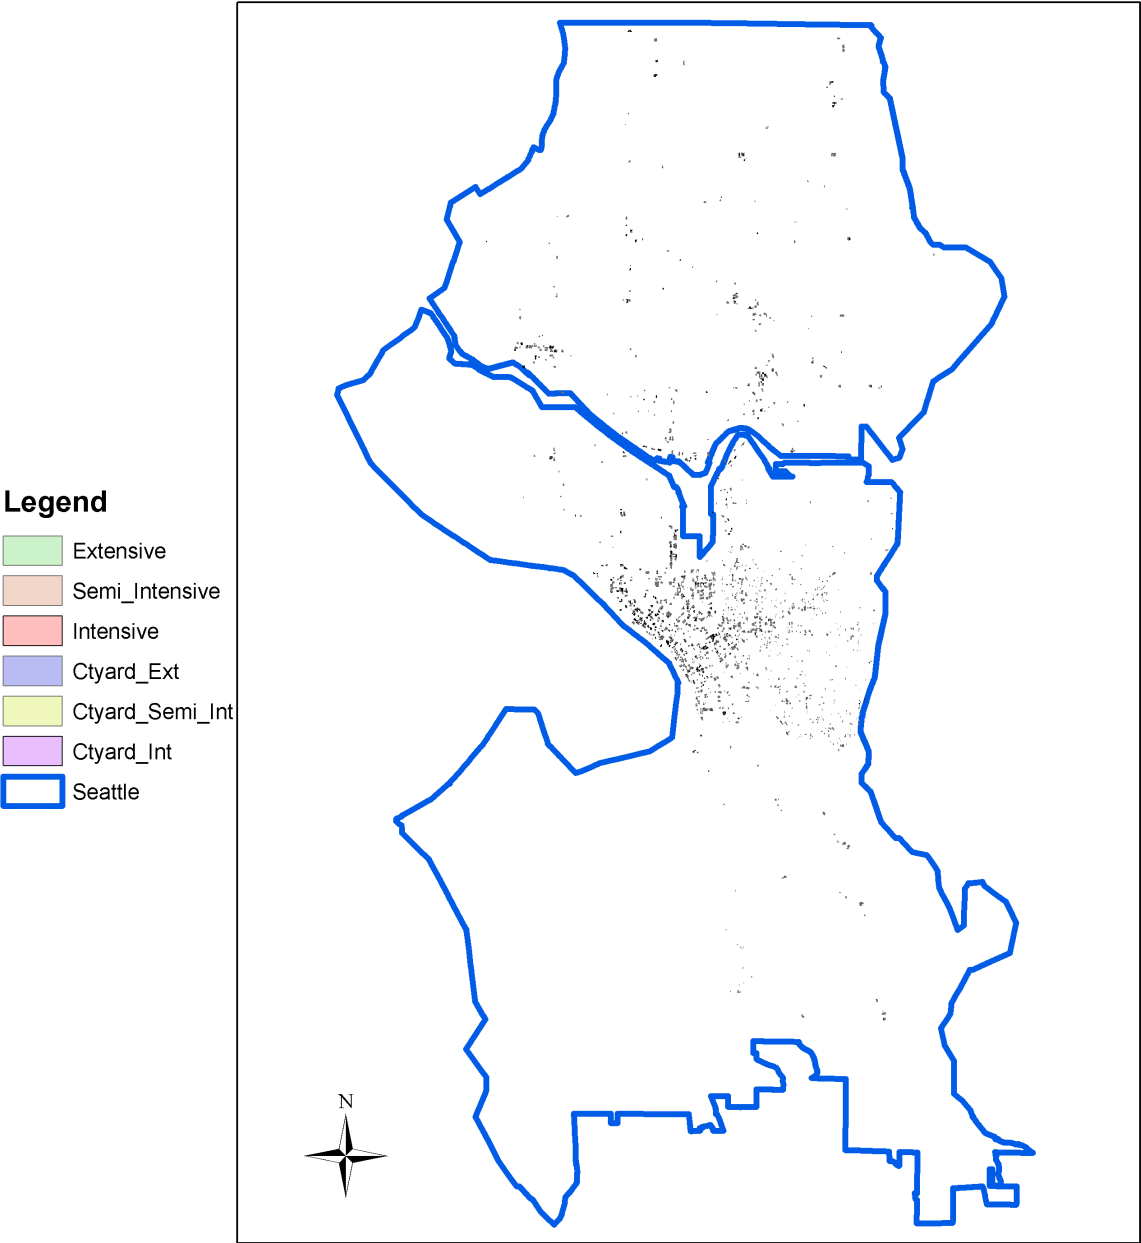 Legend
Extensive
Semi_Intensive
Intensive
Ctyard_Ext
Ctyard_Semi_Int
Ctyard_Int
Seattle
N